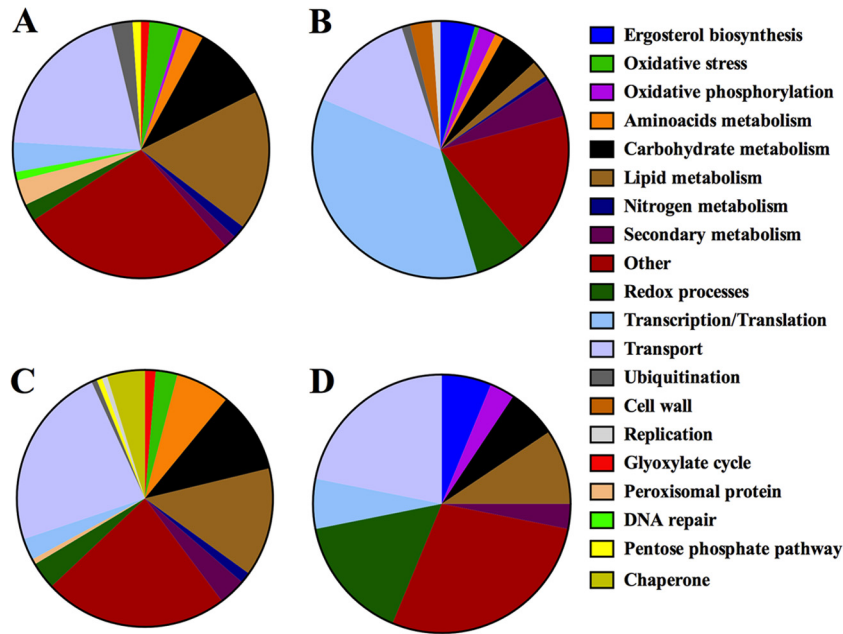 A
B
C
D
Ergosterol biosynthesis
Oxidative stress
Oxidative phosphorylation
Aminoacids metabolism
Carbohydrate metabolism
Lipid metabolism
Nitrogen metabolism
Secondary metabolism
Other
Redox processes
Transcription/Translation
Transport
Ubiquitination
Cell wall
Replication
Glyoxylate cycle
Peroxisomal protein
DNA repair
Pentose phosphate pathway
Chaperone